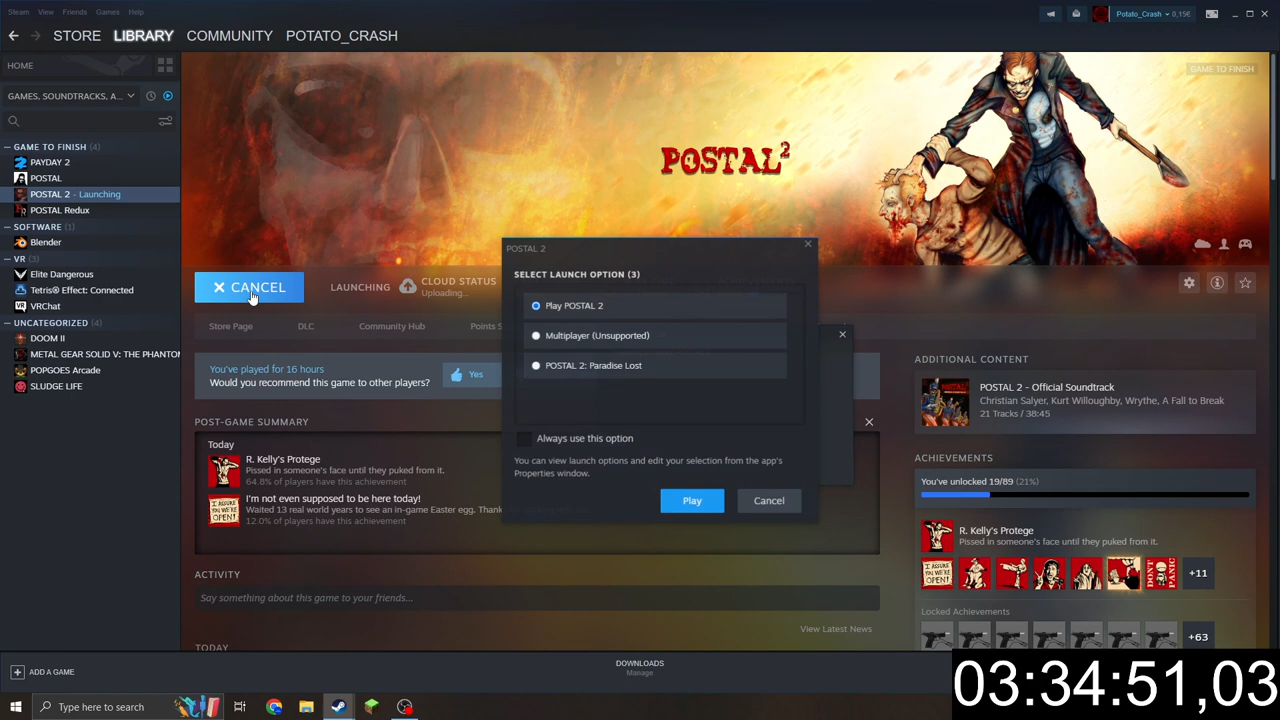 Steam View Friends Games Help
Potato_Crash 0,15€
STORE LIBRARY COMMUNITY POTATO_CRASH
HOME
GAMES, SOUNDTRACKS, A...
GAME TO FINISH (4)
PAYDAY 2
POSTAL
POSTAL 2 - Launching
POSTAL Redux
SOFTWARE (1)
Blender
VR (3)
Elite Dangerous
Tetris® Effect: Connected
VRChat
UNCATEGORIZED (4)
DOOM II
METAL GEAR SOLID V: THE PHANTOM
POPGOES Arcade
SLUDGE LIFE
GAME TO FINISH
POSTAL 2
CANCEL
LAUNCHING
CLOUD STATUS
Uploading...
Store Page DLC Community Hub Points S
You've played for 16 hours
Would you recommend this game to other players?
Yes
POST-GAME SUMMARY
Today
R. Kelly's Protege
Pissed in someone's face until they puked from it.
64.8% of players have this achievement
I'm not even supposed to be here today!
Waited 13 real world years to see an in-game Easter egg. Thank
12.0% of players have this achievement
ACTIVITY
Say something about this game to your friends...
View Latest News
TODAY
POSTAL 2
SELECT LAUNCH OPTION (3)
Play POSTAL 2
Multiplayer (Unsupported)
POSTAL 2: Paradise Lost
Always use this option
You can view launch options and edit your selection from the app's
Properties window.
Play
Cancel
ADDITIONAL CONTENT
POSTAL 2 - Official Soundtrack
Christian Salyer, Kurt Willoughby, Wrythe, A Fall to Break
21 Tracks / 38:45
ACHIEVEMENTS
You've unlocked 19/89 (21%)
R. Kelly's Protege
Pissed in someone's face until they puked from it.
I ASSURE YOU WE'RE OPEN!
DON'T PANIC
+11
Locked Achievements
+63
ADD A GAME
DOWNLOADS
Manage
03:34:51,03
Type here to search